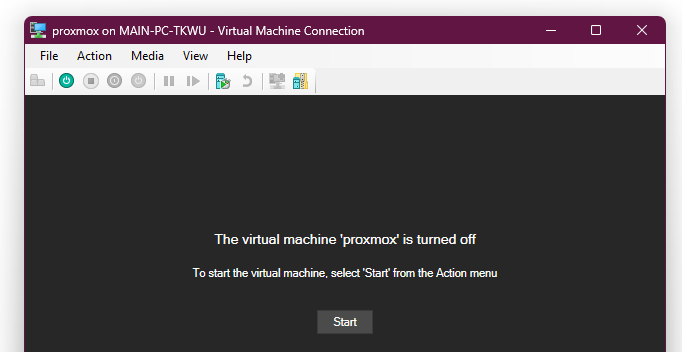 proxmox on MAIN-PC-TKWU - Virtual Machine Connection
File Action Media View Help
The virtual machine 'proxmox' is turned off
To start the virtual machine, select 'Start' from the Action menu
Start